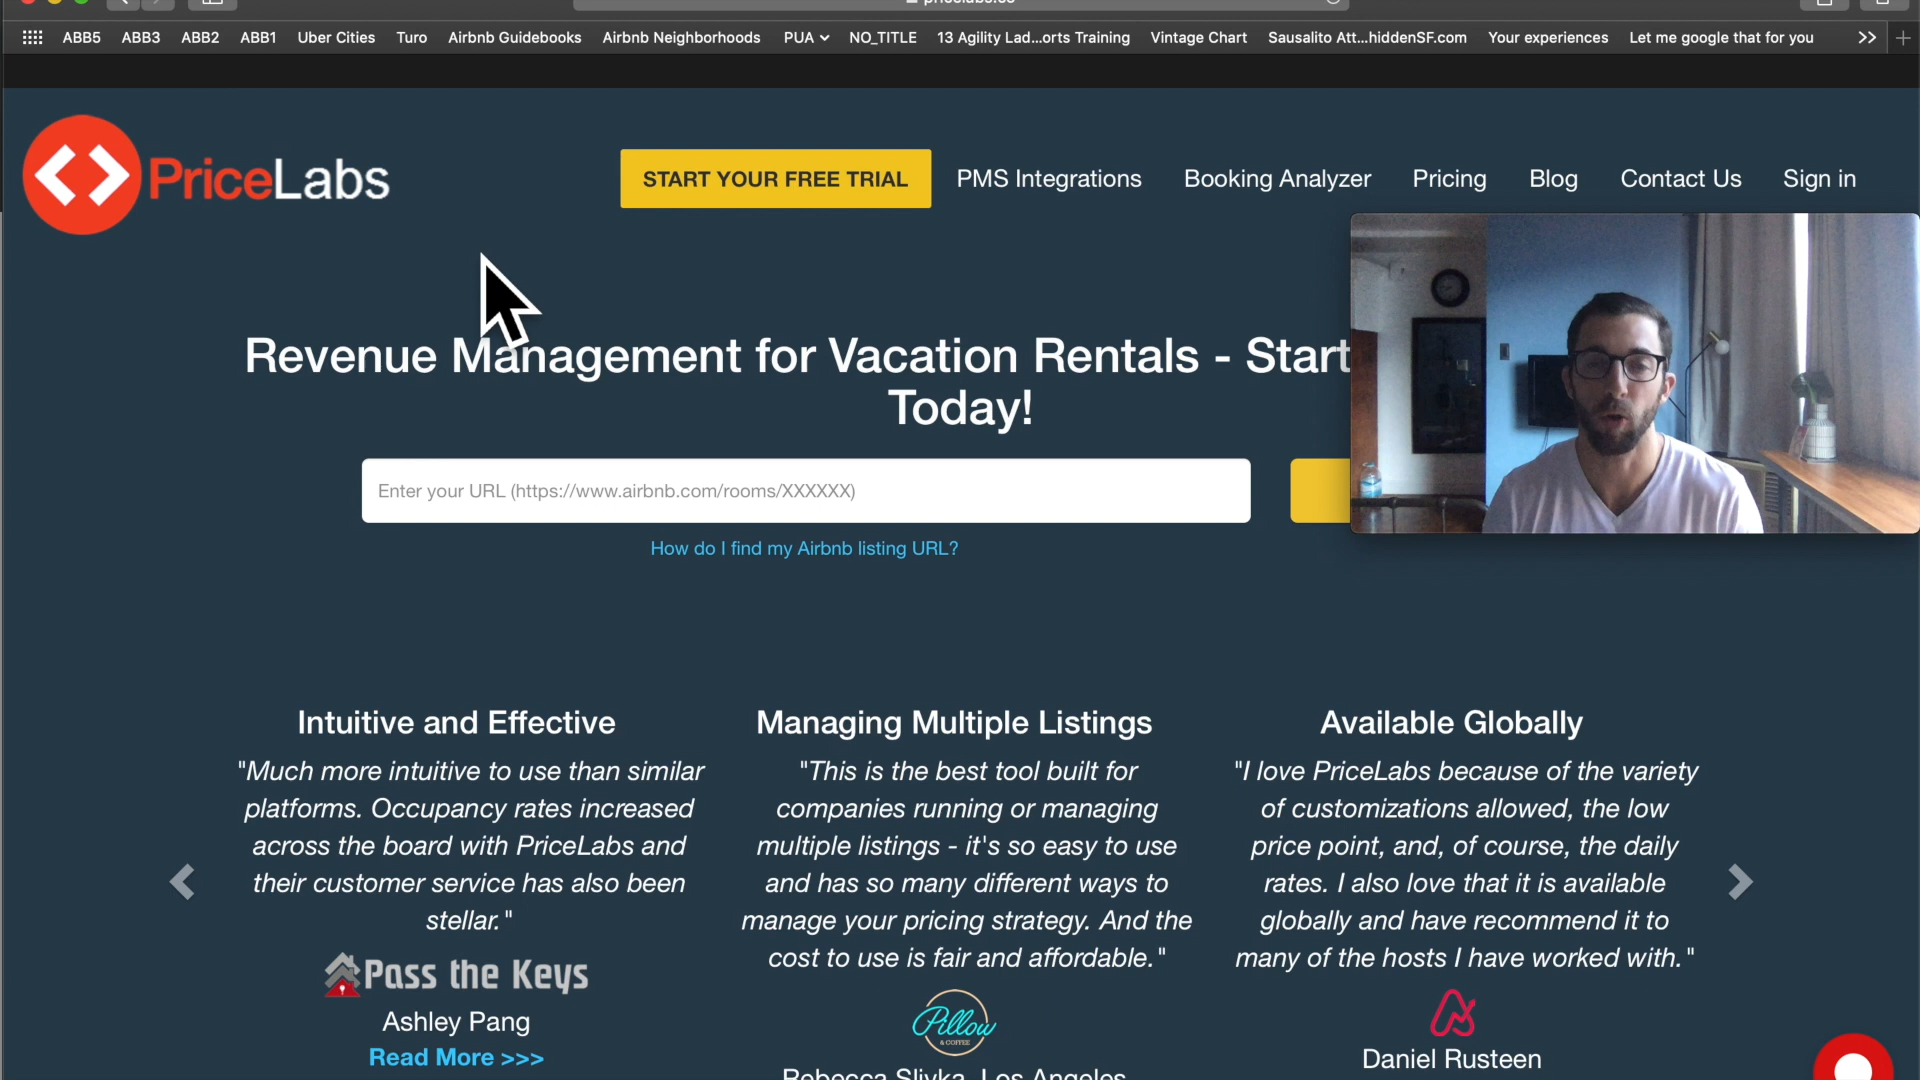 ABB5 ABB3 ABB2 ABB1 Uber Cities Turo Airbnb Guidebooks Airbnb Neighborhoods PUA NO_TITLE 13 Agility Lad...orts Training Vintage Chart Sausalito Att...hiddenSF.com Your experiences Let me google that for you
PriceLabs
START YOUR FREE TRIAL PMS Integrations Booking Analyzer Pricing Blog Contact Us Sign in
Revenue Management for Vacation Rentals - Start
Today!
Enter your URL (https://www.airbnb.com/rooms/XXXXXX)
How do I find my Airbnb listing URL?
Intuitive and Effective
"Much more intuitive to use than similar
platforms. Occupancy rates increased
across the board with PriceLabs and
their customer service has also been
stellar."
Pass the Keys
Ashley Pang
Read More >>>
Managing Multiple Listings
"This is the best tool built for
companies running or managing
multiple listings - it's so easy to use
and has so many different ways to
manage your pricing strategy. And the
cost to use is fair and affordable."
Pillow
& COFFEE
Rebecca Slivka, Los Angeles
Available Globally
"I love PriceLabs because of the variety
of customizations allowed, the low
price point, and, of course, the daily
rates. I also love that it is available
globally and have recommend it to
many of the hosts I have worked with."
Daniel Rusteen